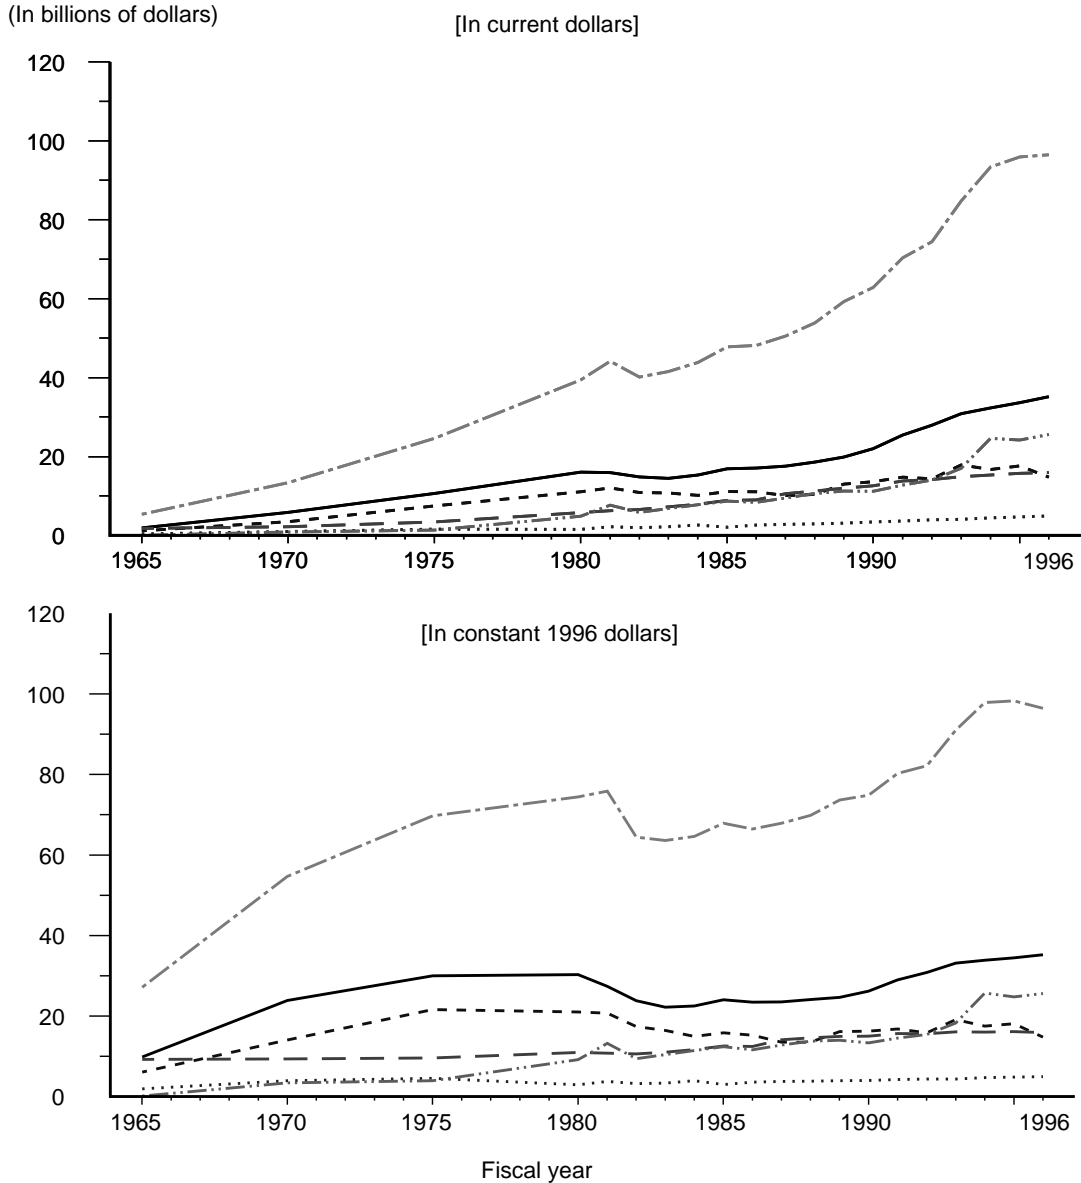 (In billions of dollars)
[In current dollars]
120
100
80
60
40
20
0
1965 1970 1975 1980 1985 1990 1996
120
[In constant 1996 dollars]
100
80
60
40
20
0
1965 1970 1975 1980 1985 1990 1996
Fiscal year